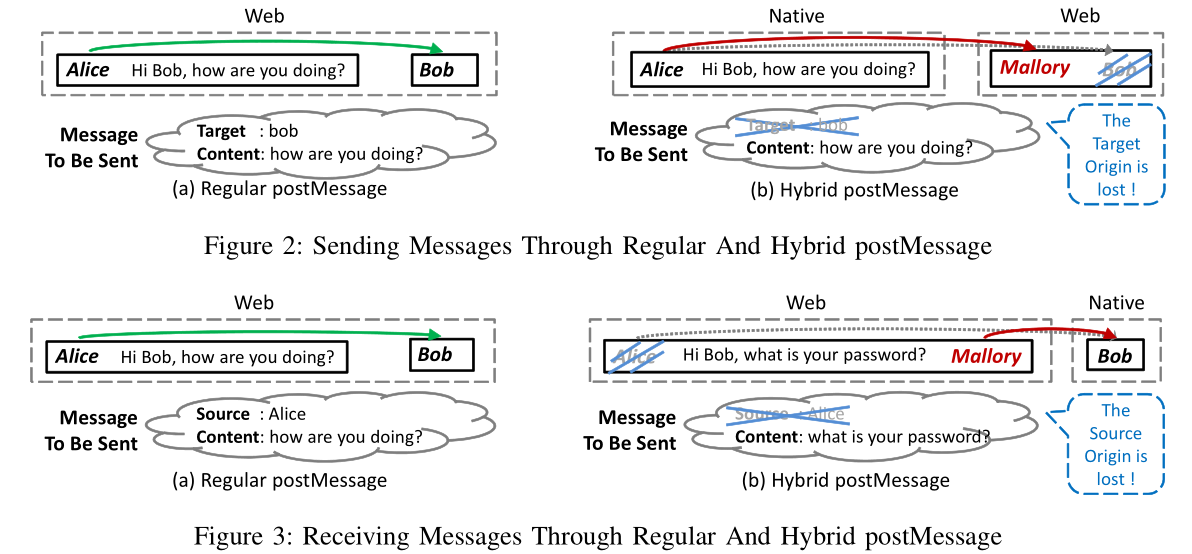 Web
Alice Hi Bob, how are you doing? Bob
Message
To Be Sent
Target : bob
Content: how are you doing?
(a) Regular postMessage
Native Web
Alice Hi Bob, how are you doing? Mallory Bob
Message
To Be Sent
Target : bob
Content: how are you doing?
(b) Hybrid postMessage
The
Target
Origin is
lost !
Figure 2: Sending Messages Through Regular And Hybrid postMessage
Web
Alice Hi Bob, how are you doing? Bob
Message
To Be Sent
Source : Alice
Content: how are you doing?
(a) Regular postMessage
Web Native
Alice Hi Bob, what is your password? Mallory Bob
Message
To Be Sent
Source : Alice
Content: what is your password?
(b) Hybrid postMessage
The
Source
Origin is
lost !
Figure 3: Receiving Messages Through Regular And Hybrid postMessage